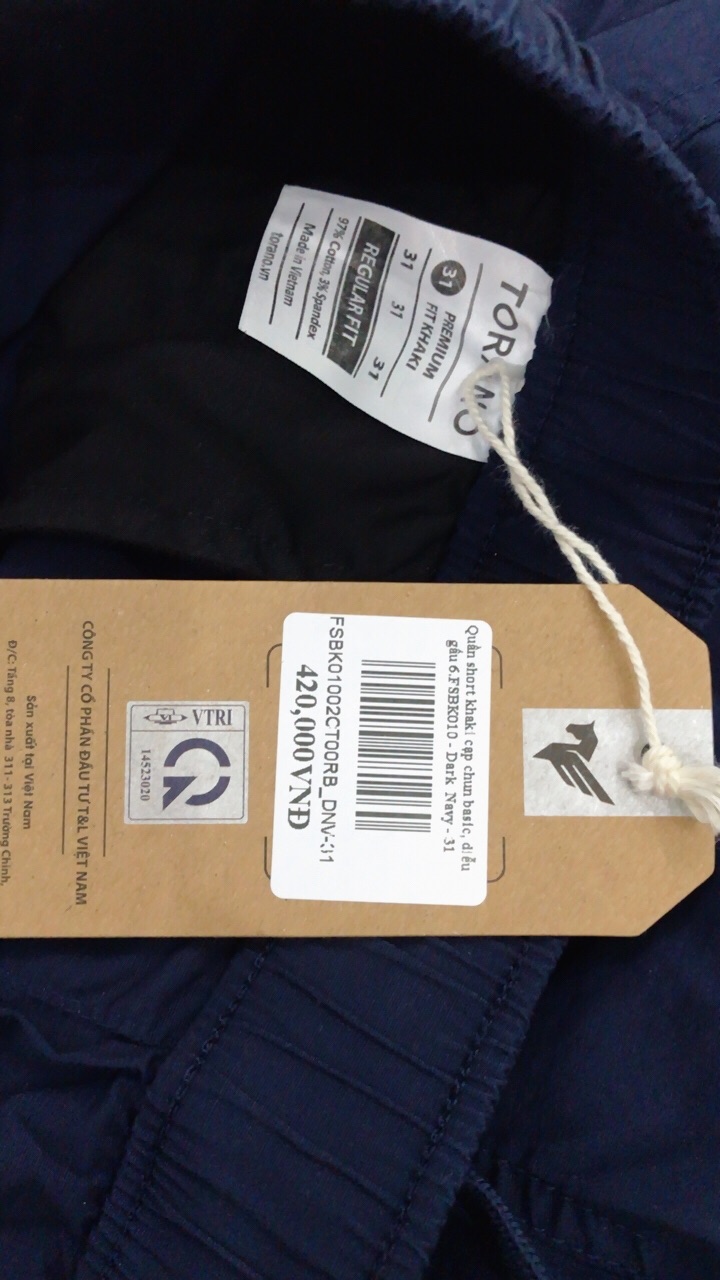 TORANO
31
PREMIUM
FIT KHAKI
31 31 31
REGULAR FIT
97% Cotton, 3% Spandex
Made in Vietnam
torano.vn
Quần short khaki cạp chun basic, diễu
gấu 6.FSBK010 - Dark Navy - 31
FSBK01002CT00RB_DNV-31
420,000VNĐ
VTRI
14523020
CÔNG TY CỔ PHẦN ĐẦU TƯ T&L VIỆT NAM
Sản xuất tại Việt Nam
Đ/C: Tầng 8, tòa nhà 311-313 Trường Chinh,